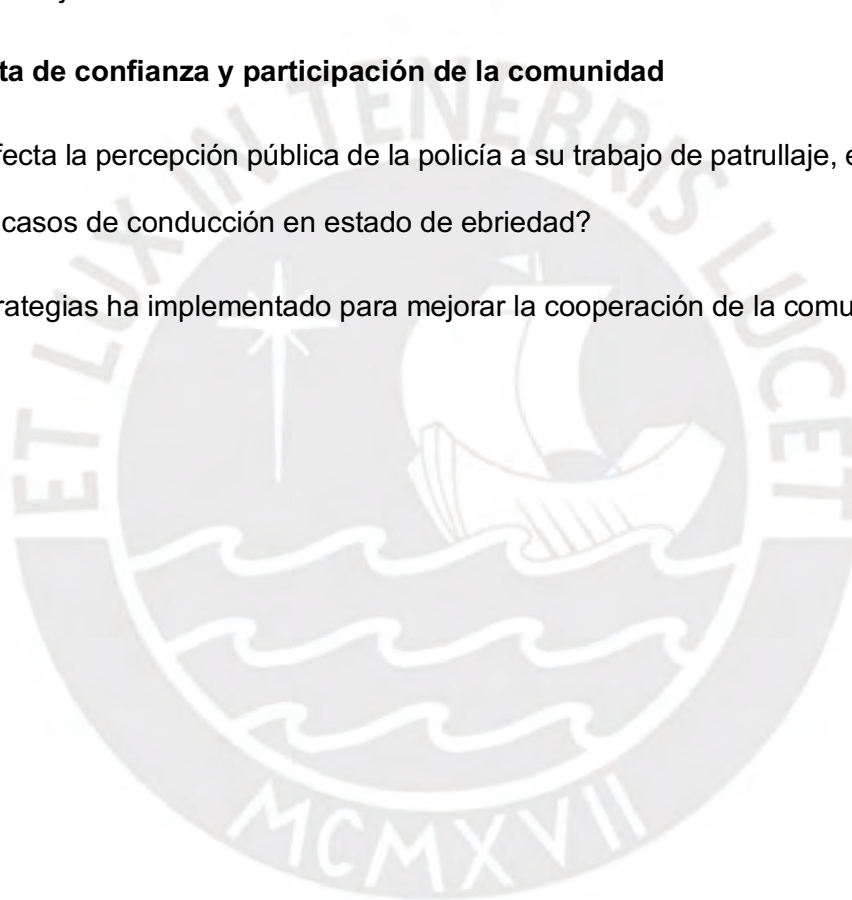 ta de confianza y participación de la comunidad
fecta la percepción pública de la policía a su trabajo de patrullaje,
casos de conducción en estado de ebriedad?
rategias ha implementado para mejorar la cooperación de la comu
ET LUX IN TENEBRIS LUCET
MCMXVII